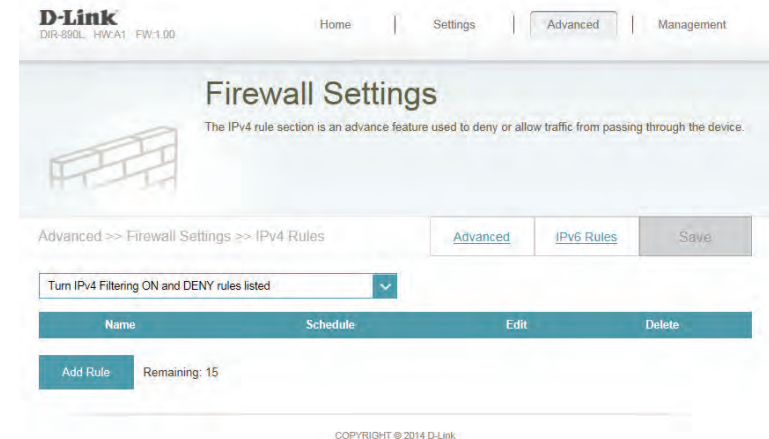 D-Link
DIR-890L HW:A1 FW:1.00
Home | Settings | Advanced | Management
Firewall Settings
The IPv4 rule section is an advance feature used to deny or allow traffic from passing through the device.
Advanced >> Firewall Settings >> IPv4 Rules
Advanced IPv6 Rules Save
Turn IPv4 Filtering ON and DENY rules listed
Name Schedule Edit Delete
Add Rule Remaining: 15
COPYRIGHT © 2014 D-Link